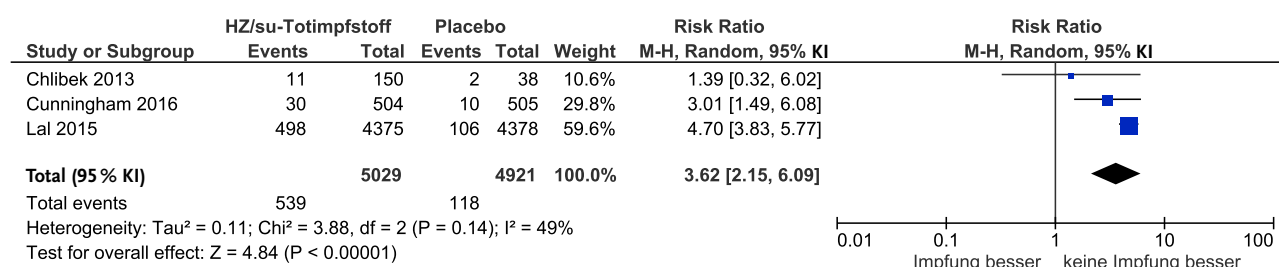 HZ/su-Totimpfstoff Placebo Risk Ratio Risk Ratio
Study or Subgroup Events Total Events Total Weight M-H, Random, 95% KI M-H, Random, 95% KI
Chlibek 2013 11 150 2 38 10.6% 1.39 [0.32, 6.02]
Cunningham 2016 30 504 10 505 29.8% 3.01 [1.49, 6.08]
Lal 2015 498 4375 106 4378 59.6% 4.70 [3.83, 5.77]
Total (95 % KI) 5029 4921 100.0% 3.62 [2.15, 6.09]
Total events 539 118
Heterogeneity: Tau² = 0.11; Chi² = 3.88, df = 2 (P = 0.14); I² = 49%
Test for overall effect: Z = 4.84 (P < 0.00001)
0.01 0.1 1 10 100
Impfung besser keine Impfung besser